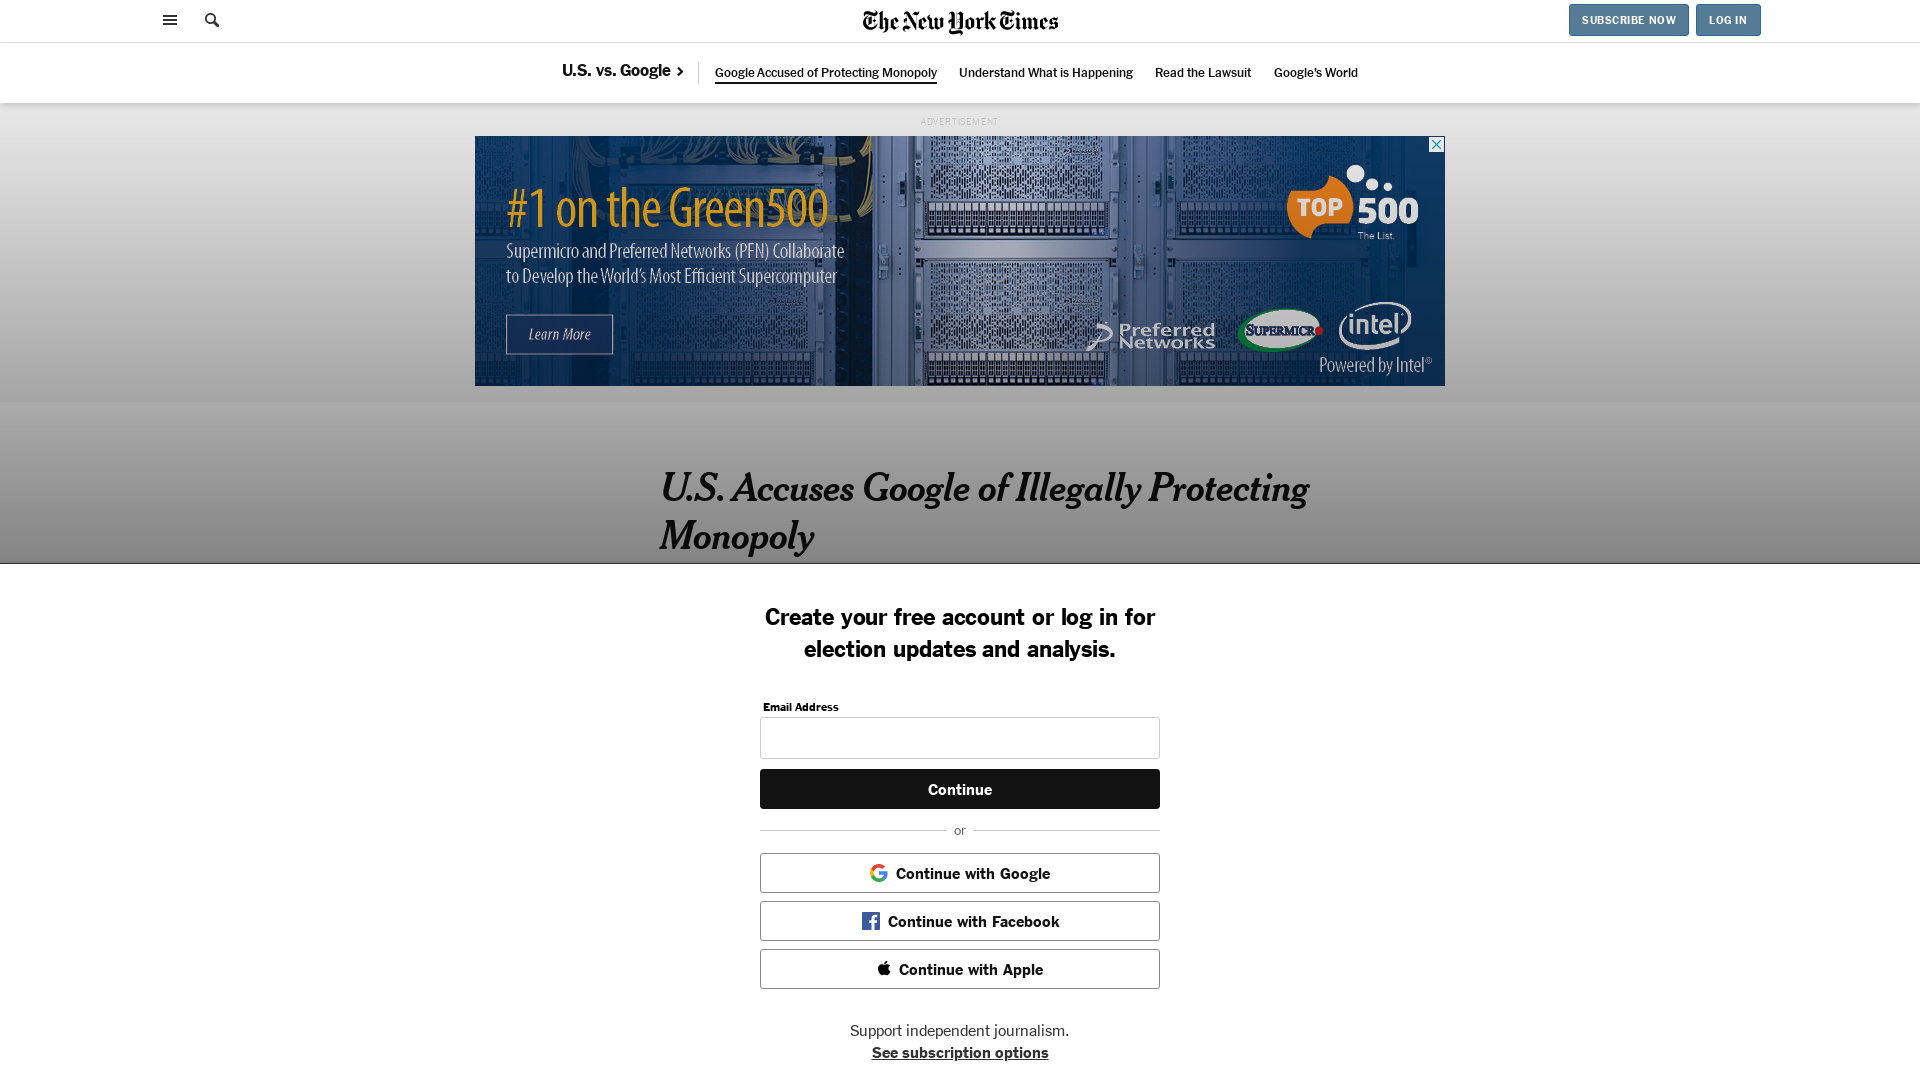 The New York Times
SUBSCRIBE NOW
LOG IN
U.S. vs. Google
Google Accused of Protecting Monopoly
Understand What is Happening
Read the Lawsuit
Google's World
ADVERTISEMENT
#1 on the Green500
Supermicro and Preferred Networks (PFN) Collaborate
to Develop the World's Most Efficient Supercomputer
Learn More
TOP 500
The List.
Preferred
Networks
SUPERMICR
intel
Powered by Intel®
U.S. Accuses Google of Illegally Protecting
Monopoly
Create your free account or log in for
election updates and analysis.
Email Address
Continue
or
Continue with Google
Continue with Facebook
Continue with Apple
Support independent journalism.
See subscription options